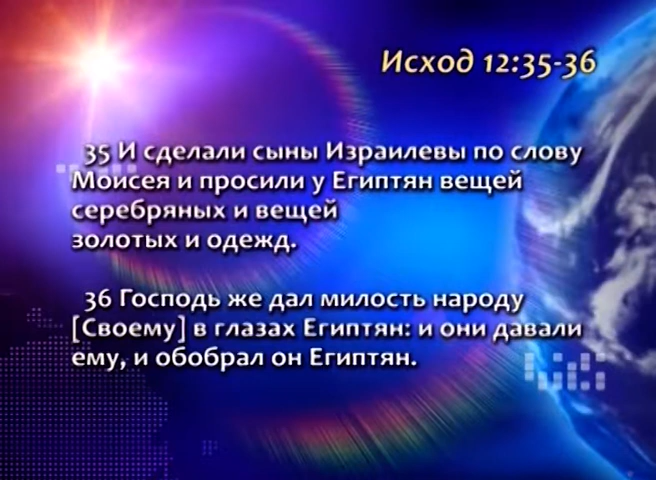 Исход 12:35-36
35 И сделали сыны Израилевы по слову
Моисея и просили у Египтян вещей
серебряных и вещей
золотых и одежд.
36 Господь же дал милость народу
[Своему] в глазах Египтян: и они давали
ему, и обобрал он Египтян.